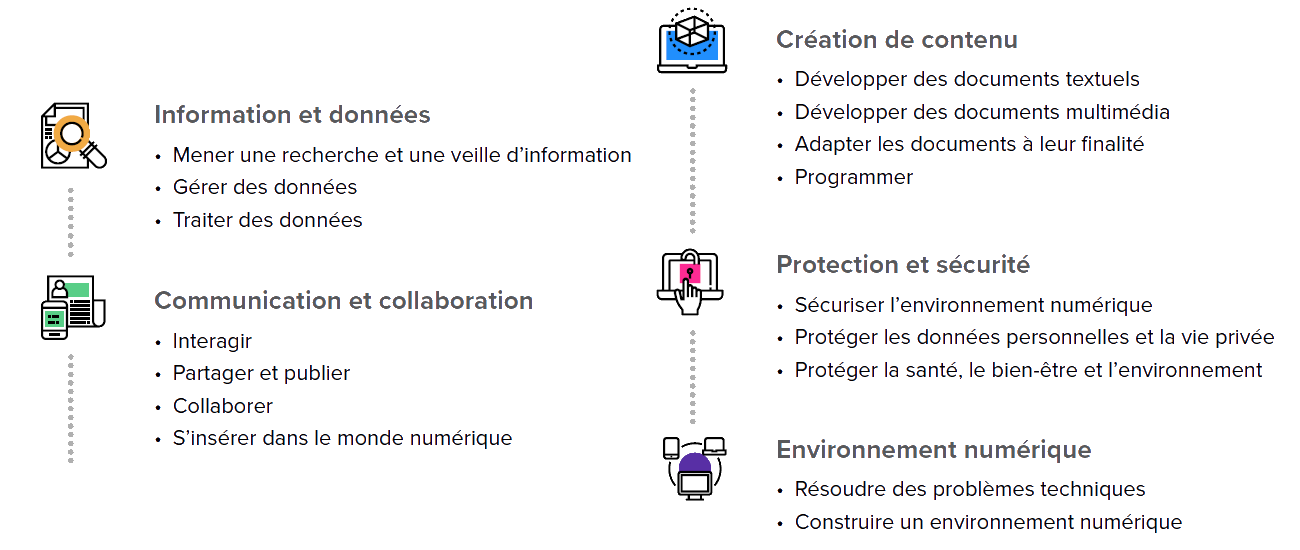 Information et données
• Mener une recherche et une veille d’information
• Gérer des données
• Traiter des données
Communication et collaboration
• Interagir
• Partager et publier
• Collaborer
• S’insérer dans le monde numérique
Création de contenu
• Développer des documents textuels
• Développer des documents multimédia
• Adapter les documents à leur finalité
• Programmer
Protection et sécurité
• Sécuriser l’environnement numérique
• Protéger les données personnelles et la vie privée
• Protéger la santé, le bien-être et l’environnement
Environnement numérique
• Résoudre des problèmes techniques
• Construire un environnement numérique